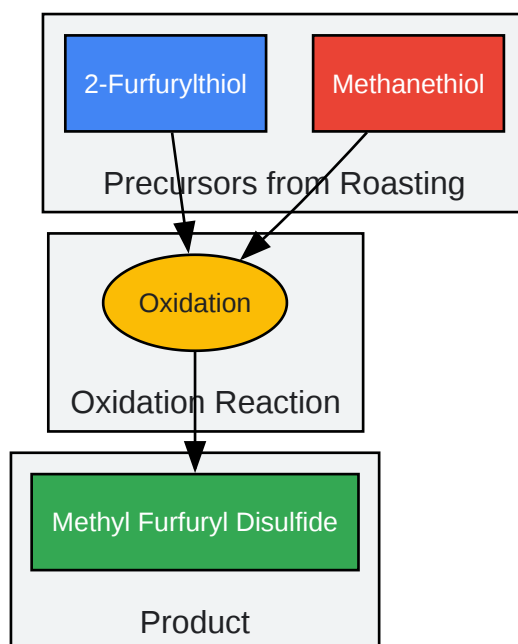 2-Furfurylthiol
Methanethiol
Precursors from Roasting
Oxidation
Oxidation Reaction
Methyl Furfuryl Disulfide
Product